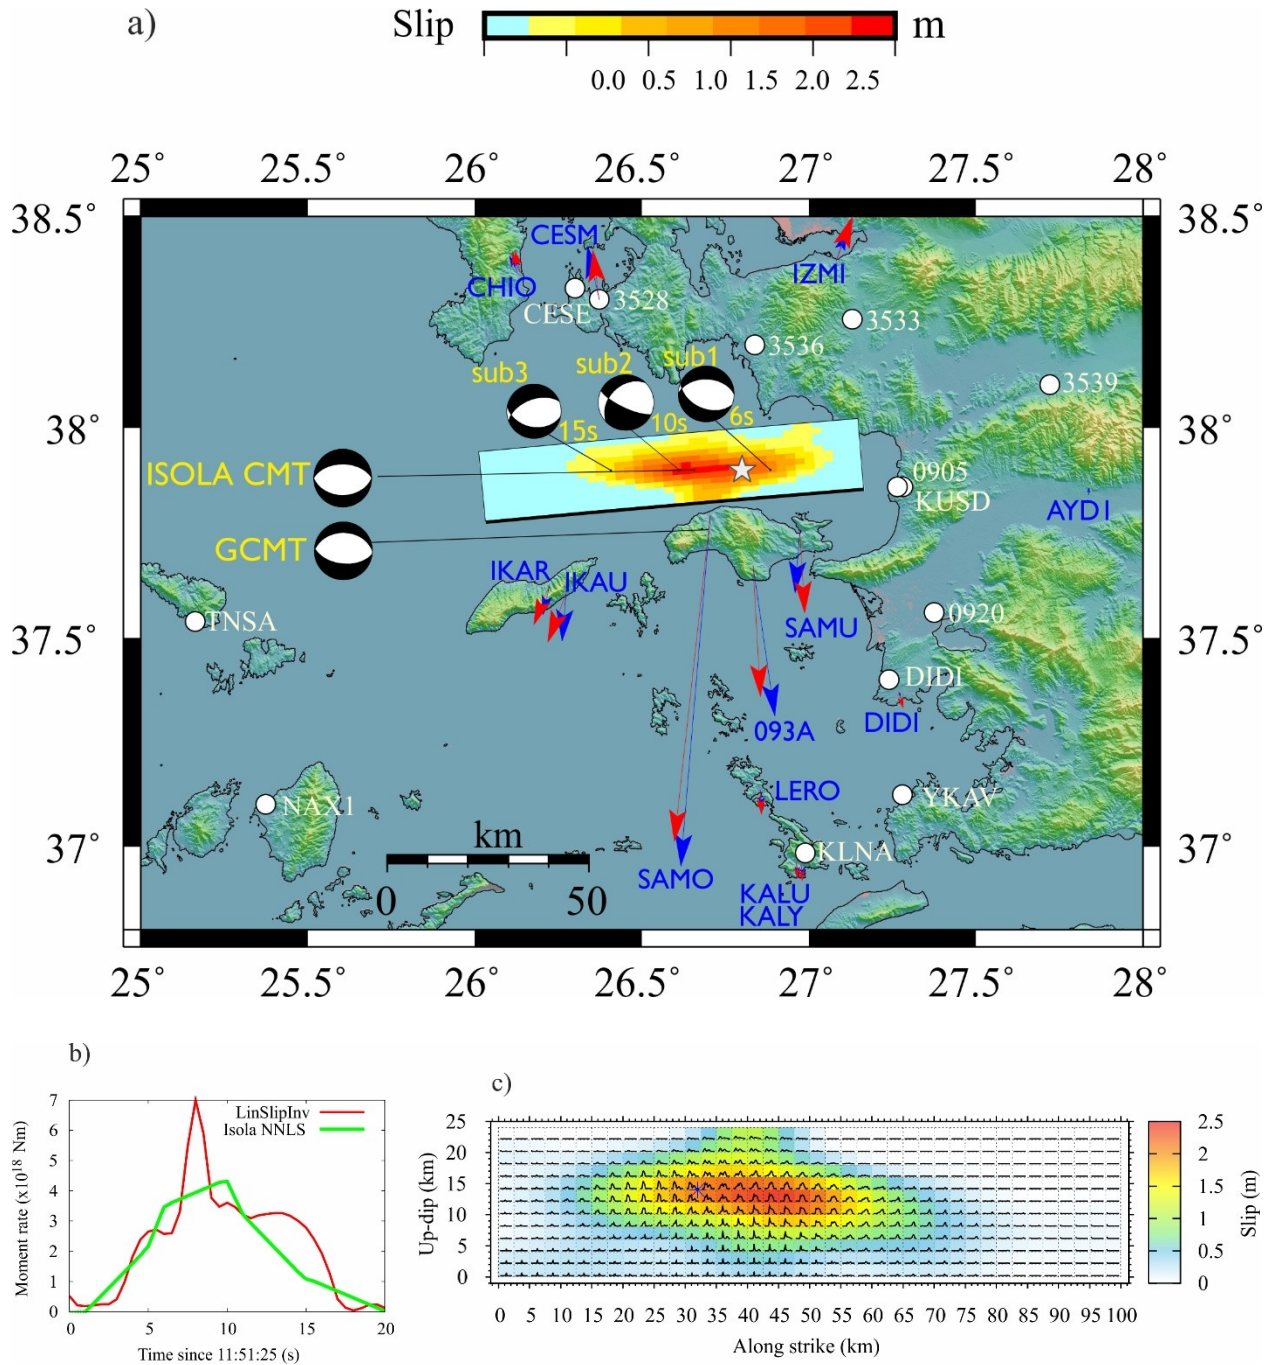 a)
Slip m
0.0 0.5 1.0 1.5 2.0 2.5
25° 25.5° 26° 26.5° 27° 27.5° 28°
38.5° 38.5°
CESM
IZMI
CHIO
CESE
3528
3533
3536
sub3 sub2 sub1
3539
15s 10s 6s
38° 38°
ISOLA CMT
0905
KUSD
AYD1
GCMT
IKAR
IKAU
TNSA
SAMU
0920
37.5° 37.5°
DIDI
DIDI
093A
LERO
NAX1
YKAV
km
37° 37°
KLNA
SAMO
KALU
KALY
0 50
25° 25.5° 26° 26.5° 27° 27.5° 28°
b)
LinSlipInv
Isola NNLS
Moment rate (x10¹⁸ Nm)
7
6
5
4
3
2
1
0
0 5 10 15 20
Time since 11:51:25 (s)
c)
Up-dip (km)
25
20
15
10
5
0
0 5 10 15 20 25 30 35 40 45 50 55 60 65 70 75 80 85 90 95 100
Along strike (km)
2.5
2
1.5
1
0.5
0
Slip (m)